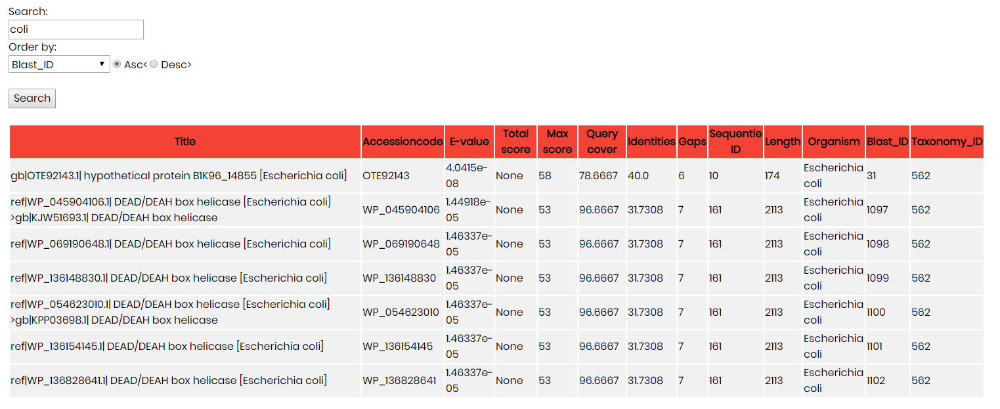 Search:
coli
Order by:
Blast_ID ▼ Asc< Desc>
Search
Title Accessioncode E-value Total score Max score Query cover Identities Gaps Sequentie ID Length Organism Blast_ID Taxonomy_ID
gb|OTE92143.1| hypothetical protein B1K96_14855 [Escherichia coli] OTE92143 4.0415e-08 None 58 78.6667 40.0 6 10 174 Escherichia coli 31 562
ref|WP_045904106.1| DEAD/DEAH box helicase [Escherichia coli] >gb|KJW51693.1| DEAD/DEAH box helicase WP_045904106 1.44918e-05 None 53 96.6667 31.7308 7 161 2113 Escherichia coli 1097 562
ref|WP_069190648.1| DEAD/DEAH box helicase [Escherichia coli] WP_069190648 1.46337e-05 None 53 96.6667 31.7308 7 161 2113 Escherichia coli 1098 562
ref|WP_136148830.1| DEAD/DEAH box helicase [Escherichia coli] WP_136148830 1.46337e-05 None 53 96.6667 31.7308 7 161 2113 Escherichia coli 1099 562
ref|WP_054623010.1| DEAD/DEAH box helicase [Escherichia coli] >gb|KPP03698.1| DEAD/DEAH box helicase WP_054623010 1.46337e-05 None 53 96.6667 31.7308 7 161 2113 Escherichia coli 1100 562
ref|WP_136154145.1| DEAD/DEAH box helicase [Escherichia coli] WP_136154145 1.46337e-05 None 53 96.6667 31.7308 7 161 2113 Escherichia coli 1101 562
ref|WP_136828641.1| DEAD/DEAH box helicase [Escherichia coli] WP_136828641 1.46337e-05 None 53 96.6667 31.7308 7 161 2113 Escherichia coli 1102 562